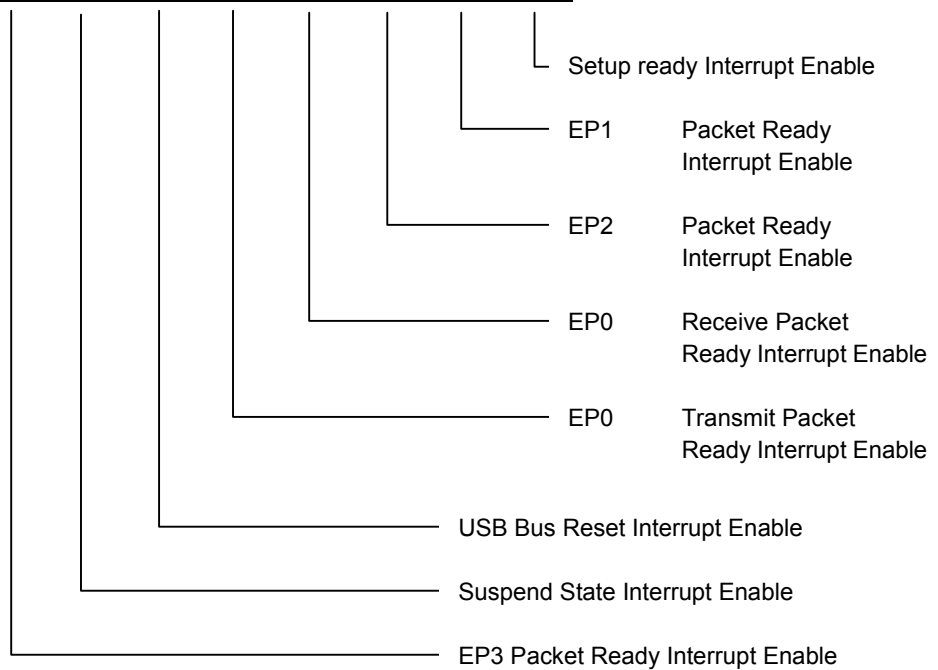 Setup ready Interrupt Enable
EP1 Packet Ready
Interrupt Enable
EP2 Packet Ready
Interrupt Enable
EP0 Receive Packet
Ready Interrupt Enable
EP0 Transmit Packet
Ready Interrupt Enable
USB Bus Reset Interrupt Enable
Suspend State Interrupt Enable
EP3 Packet Ready Interrupt Enable